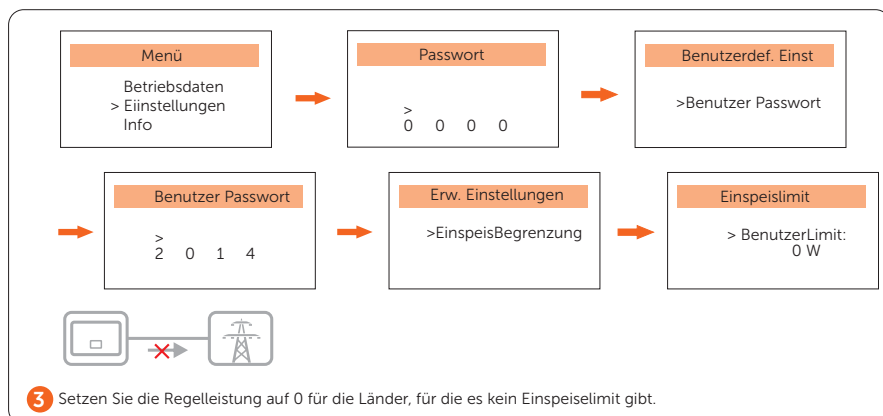 Menü
Betriebsdaten
> Eiinstellungen
Info
Passwort
>
0 0 0 0
Benutzerdef. Einst
>Benutzer Passwort
Benutzer Passwort
>
2 0 1 4
Erw. Einstellungen
>EinspeisBegrenzung
Einspeislimit
> BenutzerLimit:
0 W
3 Setzen Sie die Regelleistung auf 0 für die Länder, für die es kein Einspeiselimit gibt.